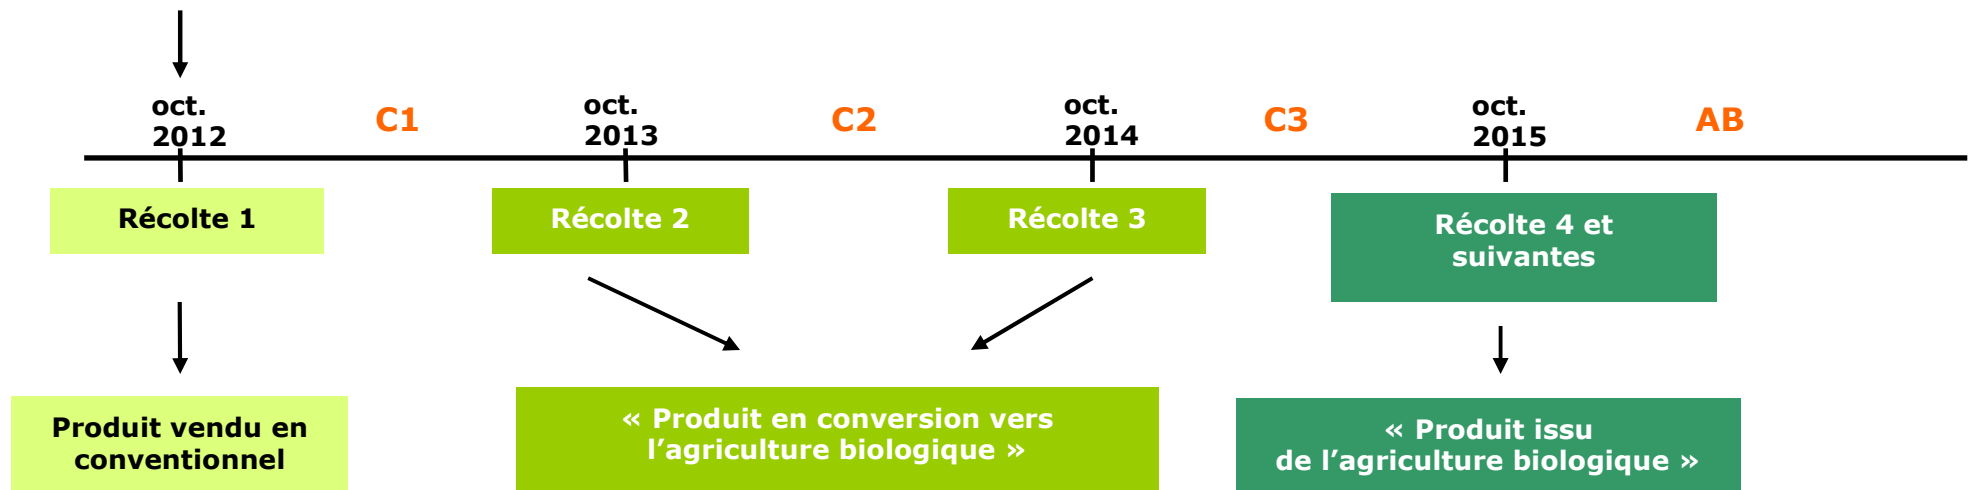 oct.
2012
C1
oct.
2013
C2
oct.
2014
C3
oct.
2015
AB
Récolte 1
Récolte 2
Récolte 3
Récolte 4 et
suivantes
Produit vendu en
conventionnel
« Produit en conversion vers
l’agriculture biologique »
« Produit issu
de l’agriculture biologique »